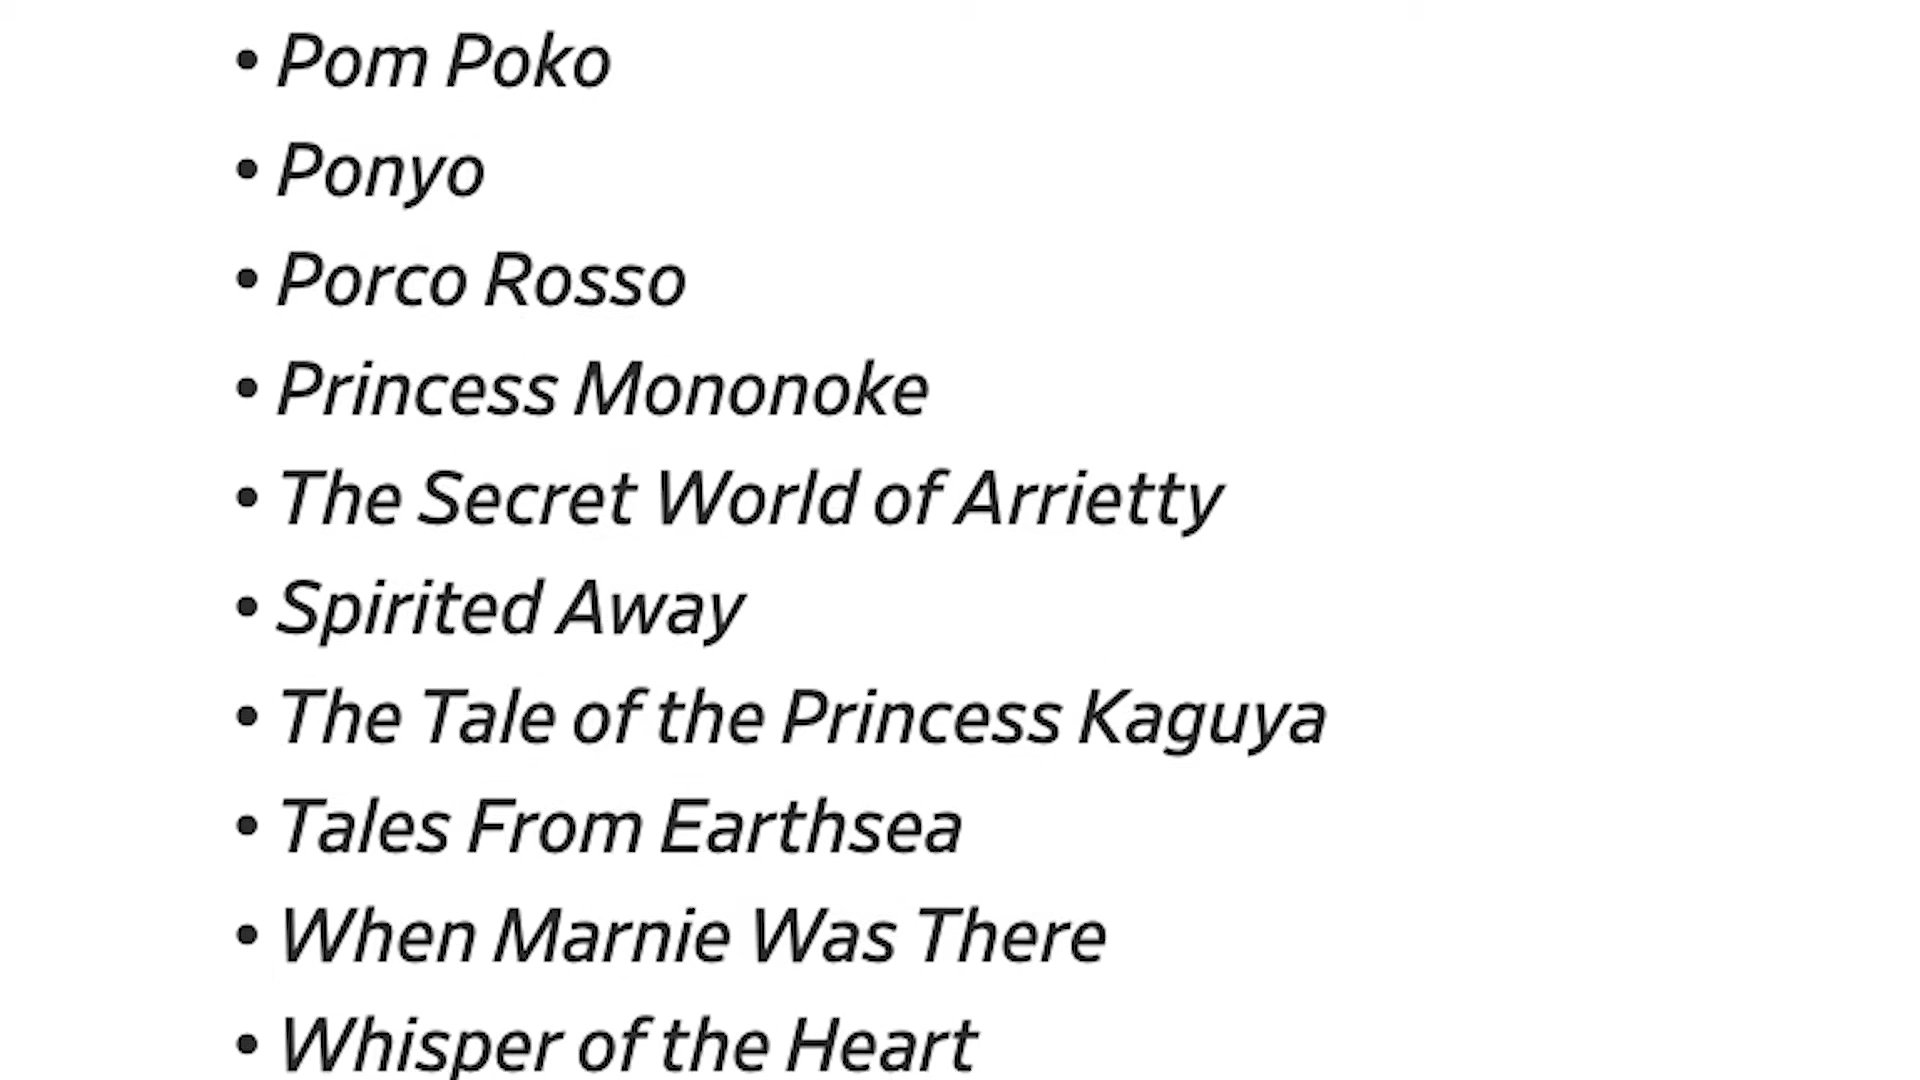 • Pom Poko
• Ponyo
• Porco Rosso
• Princess Mononoke
• The Secret World of Arrietty
• Spirited Away
• The Tale of the Princess Kaguya
• Tales From Earthsea
• When Marnie Was There
• Whisper of the Heart